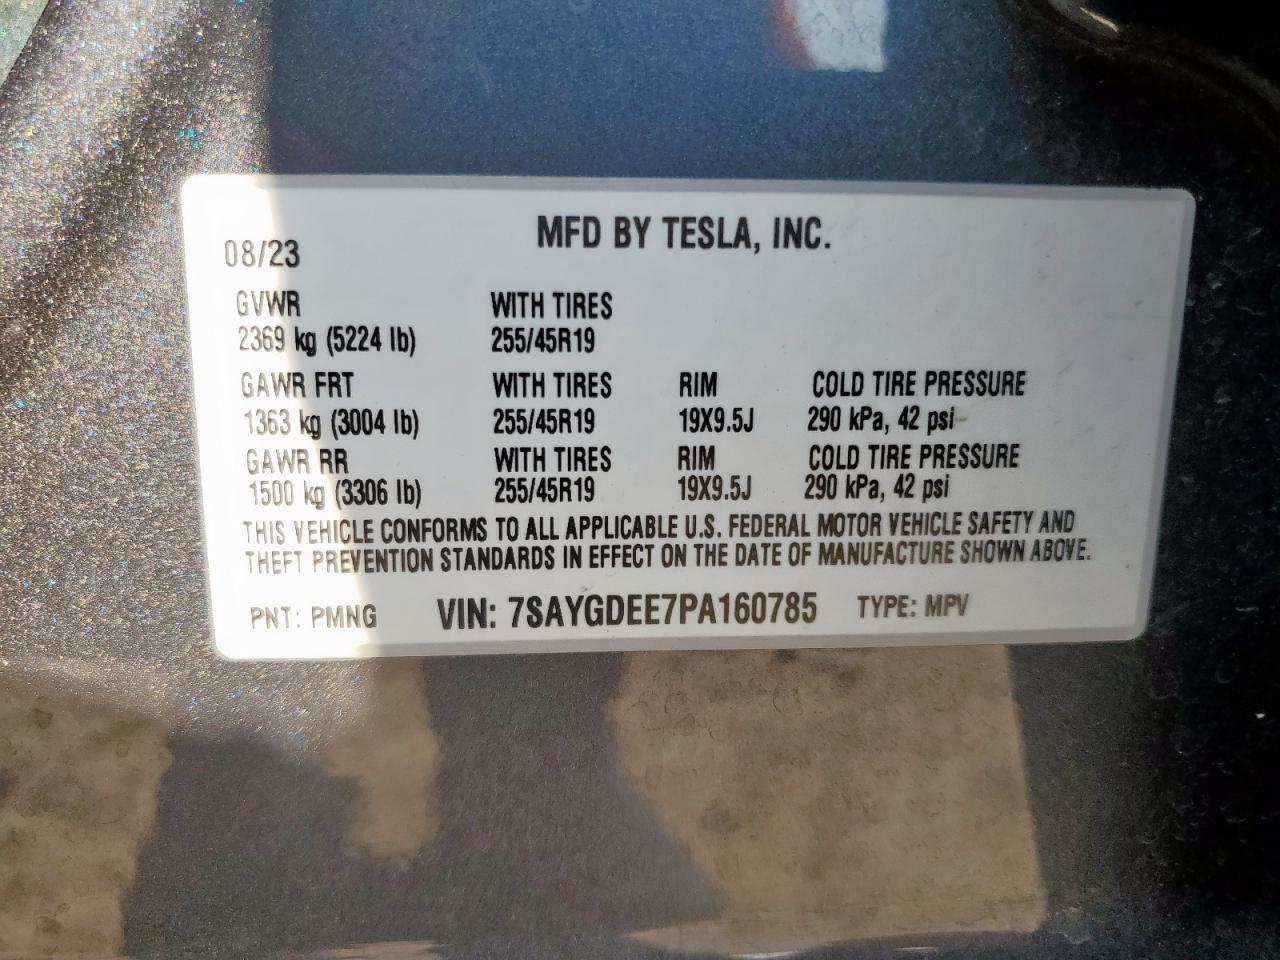 MFD BY TESLA, INC.
08/23
GVWR WITH TIRES
2369 kg (5224 lb) 255/45R19
GAWR FRT WITH TIRES RIM COLD TIRE PRESSURE
1363 kg (3004 lb) 255/45R19 19X9.5J 290 kPa, 42 psi
GAWR RR WITH TIRES RIM COLD TIRE PRESSURE
1500 kg (3306 lb) 255/45R19 19X9.5J 290 kPa, 42 psi
THIS VEHICLE CONFORMS TO ALL APPLICABLE U.S. FEDERAL MOTOR VEHICLE SAFETY AND
THEFT PREVENTION STANDARDS IN EFFECT ON THE DATE OF MANUFACTURE SHOWN ABOVE.
PNT: PMNG VIN: 7SAYGDEE7PA160785 TYPE: MPV